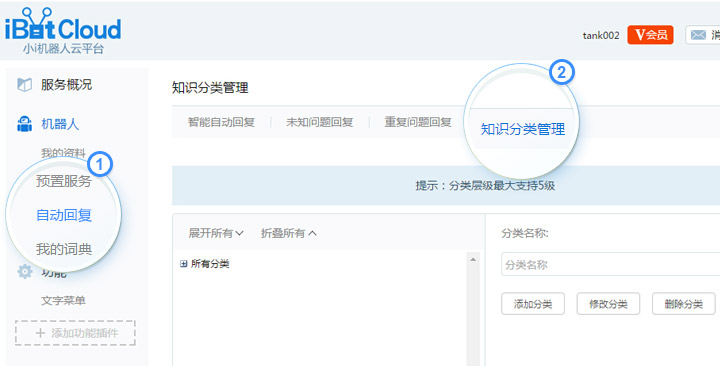 iBot Cloud
小i机器人云平台
tank002
V会员
消
服务概况
机器人
我的资料
预置服务
自动回复
我的词典
功能
文字菜单
+ 添加功能插件
1
知识分类管理
智能自动回复
未知问题回复
重复问题回复
知识分类管理
2
提示：分类层级最大支持5级
展开所有
折叠所有
所有分类
分类名称:
分类名称
添加分类
修改分类
删除分类